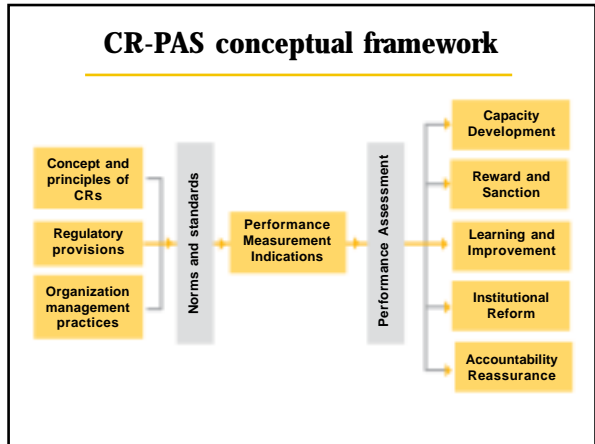 CR-PAS conceptual framework
Concept and
principles of
CRs
Regulatory
provisions
Organization
management
practices
Norms and standards
Performance
Measurement
Indications
Performance Assessment
Capacity
Development
Reward and
Sanction
Learning and
Improvement
Institutional
Reform
Accountability
Reassurance